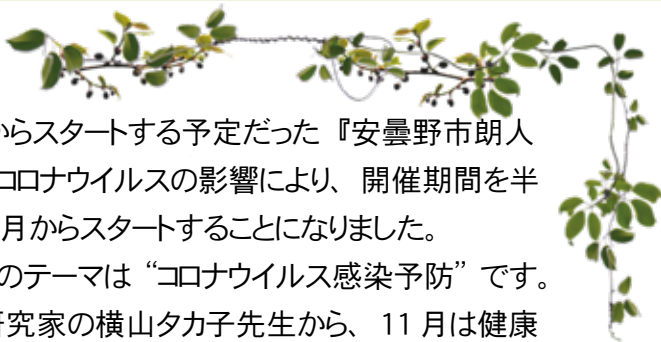 からスタートする予定だった『安曇野市朗人
コロナウイルスの影響により、開催期間を半
月からスタートすることになりました。
のテーマは“コロナウイルス感染予防”です。
研究家の横山タカ子先生から、11月は健康